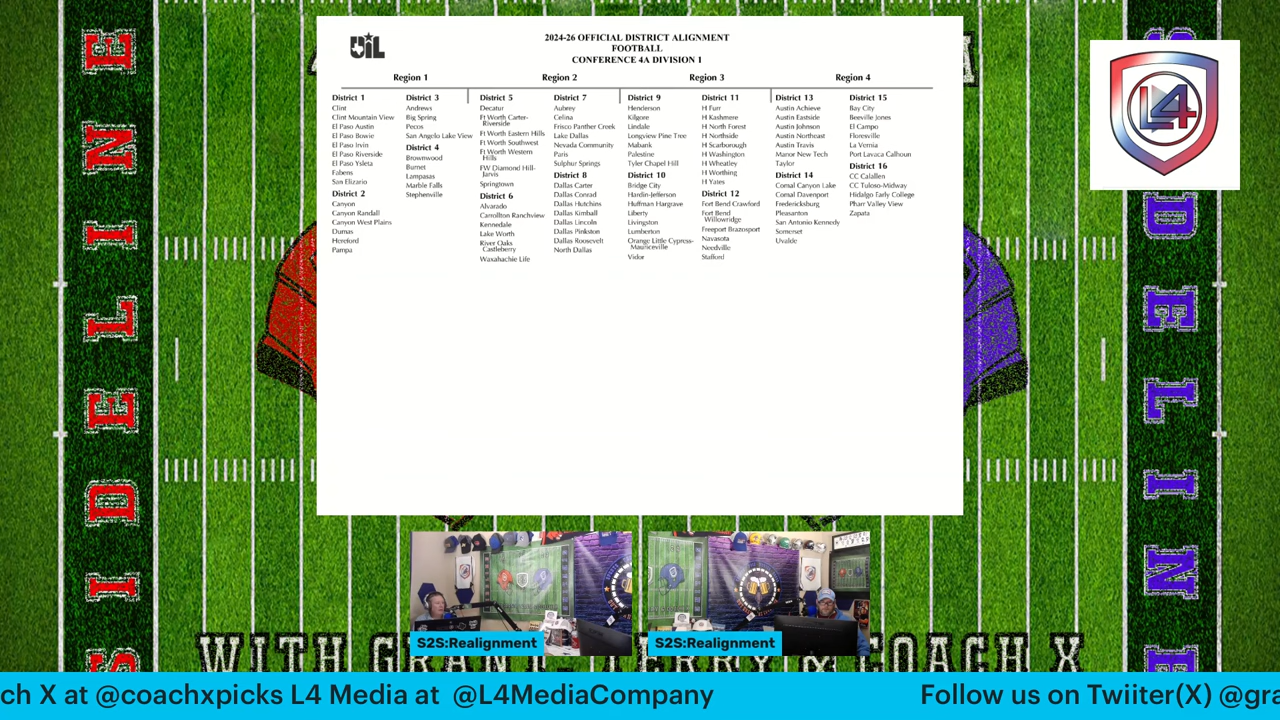 UIL
2024-26 OFFICIAL DISTRICT ALIGNMENT
FOOTBALL
CONFERENCE 4A DIVISION 1
Region 1
Region 2
Region 3
Region 4
District 1
Clint
Clint Mountain View
El Paso Austin
El Paso Bowie
El Paso Irvin
El Paso Riverside
El Paso Ysleta
Fabens
San Elizario
District 2
Canyon
Canyon Randall
Canyon West Plains
Dumas
Hereford
Pampa
District 3
Andrews
Big Spring
Pecos
San Angelo Lake View
District 4
Brownwood
Burnet
Lampasas
Marble Falls
Stephenville
District 5
Decatur
Ft Worth Carter-
Riverside
Ft Worth Eastern Hills
Ft Worth Southwest
Ft Worth Western
Hills
FW Diamond Hill-
Jarvis
Springtown
District 6
Alvarado
Carrollton Ranchview
Kennedale
Lake Worth
River Oaks
Castleberry
Waxahachie Life
District 7
Aubrey
Celina
Frisco Panther Creek
Lake Dallas
Nevada Community
Paris
Sulphur Springs
District 8
Dallas Carter
Dallas Conrad
Dallas Hutchins
Dallas Kimball
Dallas Lincoln
Dallas Pinkston
Dallas Roosevelt
North Dallas
District 9
Henderson
Kilgore
Lindale
Longview Pine Tree
Mabank
Palestine
Tyler Chapel Hill
District 10
Bridge City
Hardin-Jefferson
Huffman Hargrave
Liberty
Livingston
Lumberton
Orange Little Cypress-
Mauriceville
Vidor
District 11
H Furr
H Kashmere
H North Forest
H Northside
H Scarborough
H Washington
H Wheatley
H Worthing
H Yates
District 12
Fort Bend Crawford
Fort Bend
Willowridge
Freeport Brazosport
Navasota
Needville
Stafford
District 13
Austin Achieve
Austin Eastside
Austin Johnson
Austin Northeast
Austin Travis
Manor New Tech
Taylor
District 14
Comal Canyon Lake
Comal Davenport
Fredericksburg
Pleasanton
San Antonio Kennedy
Somerset
Uvalde
District 15
Bay City
Beeville Jones
El Campo
Floresville
La Vernia
Port Lavaca Calhoun
District 16
CC Calallen
CC Tuloso-Midway
Hidalgo Early College
Pharr Valley View
Zapata
L4
SIDELINE
SIDELINE
S2S:Realignment
S2S:Realignment
WITH GRANT, TERRY & COACH X
ch X at @coachxpicks L4 Media at @L4MediaCompany
Follow us on Twiiter(X) @gra